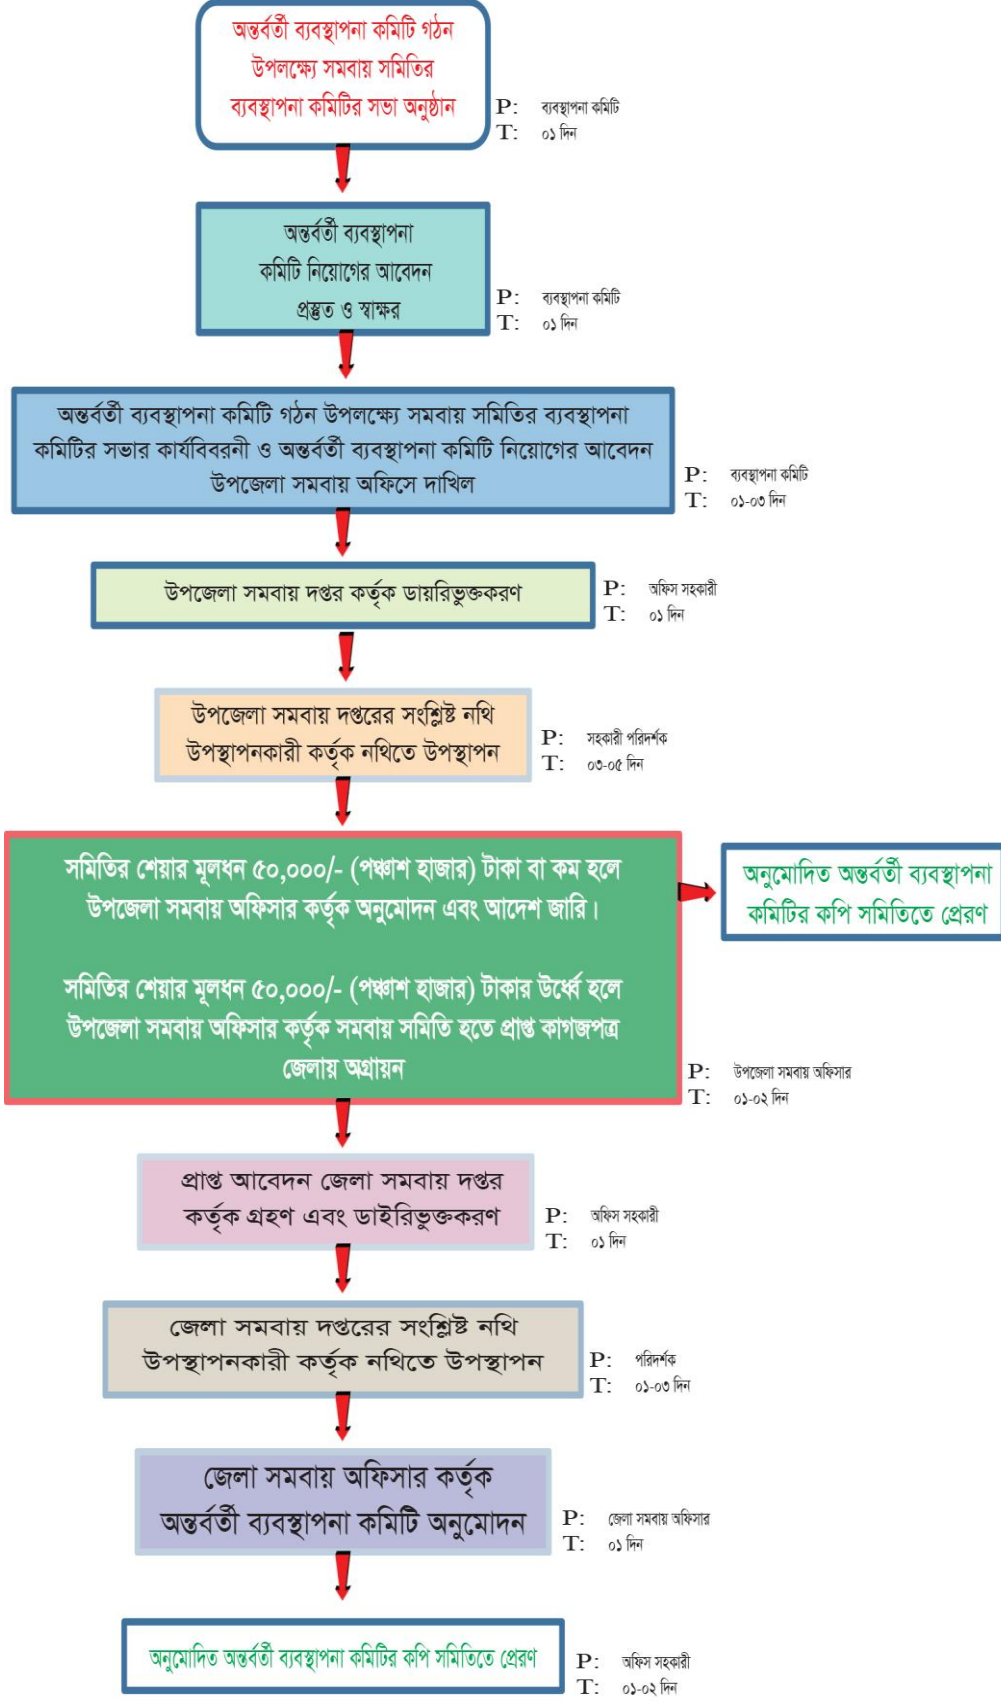 অন্তর্বর্তী ব্যবস্থাপনা কমিটি গঠন
উপলক্ষ্যে সমবায় সমিতির
ব্যবস্থাপনা কমিটির সভা অনুষ্ঠান
P: ব্যবস্থাপনা কমিটি
T: ০১ দিন
অন্তর্বর্তী ব্যবস্থাপনা
কমিটি নিয়োগের আবেদন
প্রস্তুত ও স্বাক্ষর
P: ব্যবস্থাপনা কমিটি
T: ০১ দিন
অন্তর্বর্তী ব্যবস্থাপনা কমিটি গঠন উপলক্ষ্যে সমবায় সমিতির ব্যবস্থাপনা
কমিটির সভার কার্যবিবরনী ও অন্তর্বর্তী ব্যবস্থাপনা কমিটি নিয়োগের আবেদন
উপজেলা সমবায় অফিসে দাখিল
P: ব্যবস্থাপনা কমিটি
T: ০১-০৩ দিন
উপজেলা সমবায় দপ্তর কর্তৃক ডায়রিভুক্তকরণ
P: অফিস সহকারী
T: ০১ দিন
উপজেলা সমবায় দপ্তরের সংশ্লিষ্ট নথি
উপস্থাপনকারী কর্তৃক নথিতে উপস্থাপন
P: সহকারী পরিদর্শক
T: ০৩-০৫ দিন
সমিতির শেয়ার মূলধন ৫০,০০০/- (পঞ্চাশ হাজার) টাকা বা কম হলে
উপজেলা সমবায় অফিসার কর্তৃক অনুমোদন এবং আদেশ জারি।
সমিতির শেয়ার মূলধন ৫০,০০০/- (পঞ্চাশ হাজার) টাকার উর্ধ্বে হলে
উপজেলা সমবায় অফিসার কর্তৃক সমবায় সমিতি হতে প্রাপ্ত কাগজপত্র
জেলায় অগ্রায়ন
অনুমোদিত অন্তর্বর্তী ব্যবস্থাপনা
কমিটির কপি সমিতিতে প্রেরণ
P: উপজেলা সমবায় অফিসার
T: ০১-০২ দিন
প্রাপ্ত আবেদন জেলা সমবায় দপ্তর
কর্তৃক গ্রহণ এবং ডাইরিভুক্তকরণ
P: অফিস সহকারী
T: ০১ দিন
জেলা সমবায় দপ্তরের সংশ্লিষ্ট নথি
উপস্থাপনকারী কর্তৃক নথিতে উপস্থাপন
P: পরিদর্শক
T: ০১-০৩ দিন
জেলা সমবায় অফিসার কর্তৃক
অন্তর্বর্তী ব্যবস্থাপনা কমিটি অনুমোদন
P: জেলা সমবায় অফিসার
T: ০১ দিন
অনুমোদিত অন্তর্বর্তী ব্যবস্থাপনা কমিটির কপি সমিতিতে প্রেরণ
P: অফিস সহকারী
T: ০১-০২ দিন